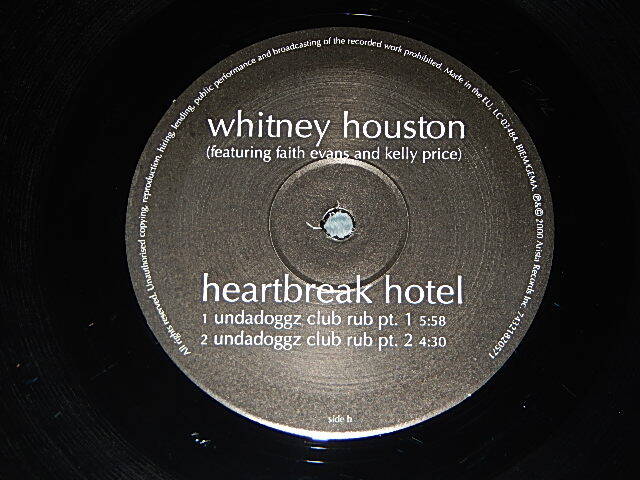 whitney houston
(featuring faith evans and kelly price)
heartbreak hotel
1 undadoggz club rub pt. 1 5:58
2 undadoggz club rub pt. 2 4:30
side b
All rights reserved. Unauthorised copying, reproduction, hiring, lending, public performance and broadcasting of the recorded work prohibited. Made in the EU. LC 03484. BIEM/GEMA. ℗&© 2000 Arista Records Inc. 74321820571